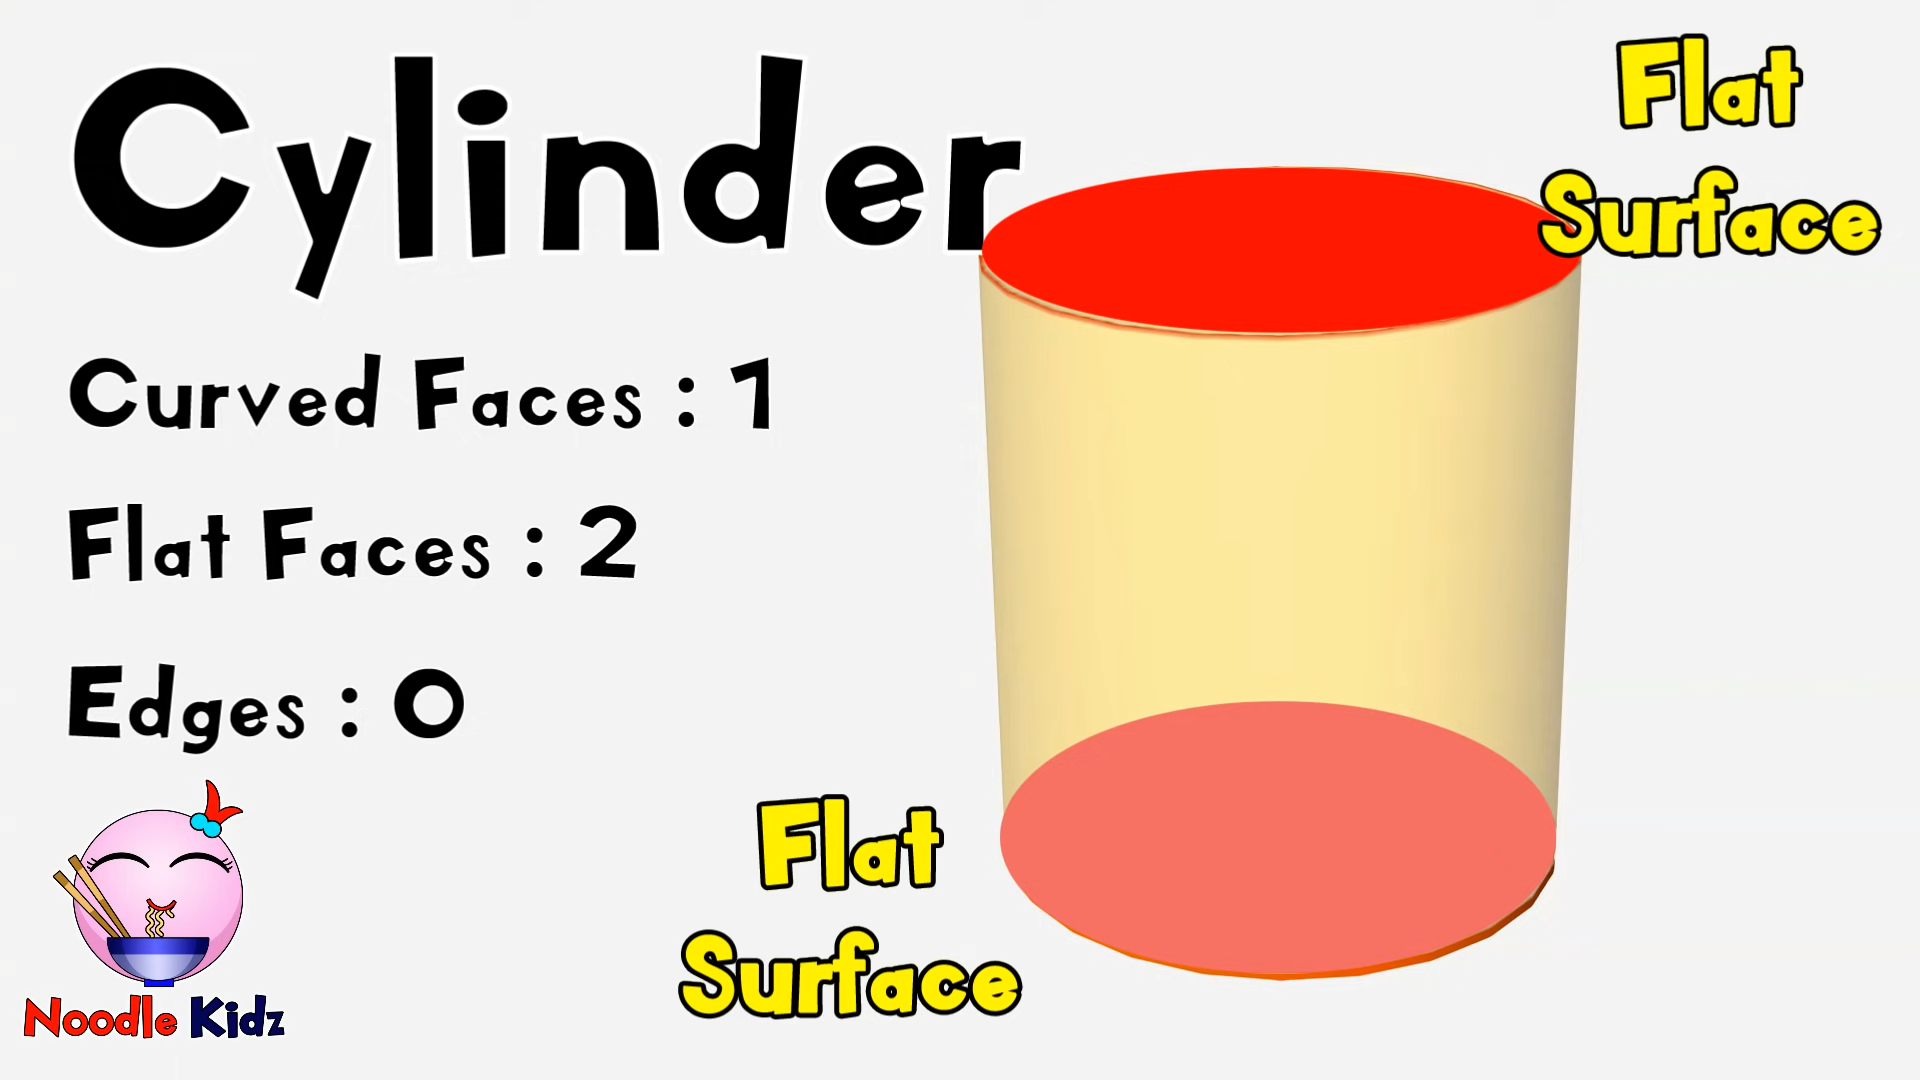 Cylinder
Flat
Surface
Curved Faces : 1
Flat Faces : 2
Edges : 0
Flat
Surface
Noodle Kidz